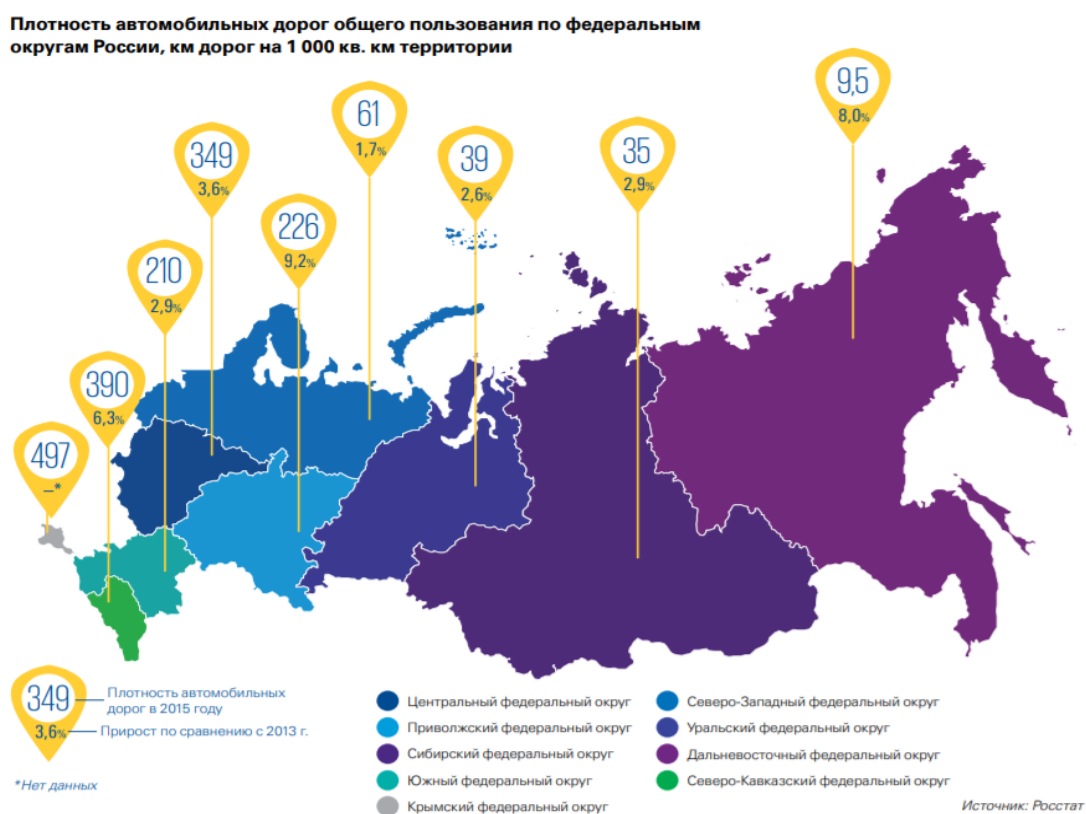 Плотность автомобильных дорог общего пользования по федеральным
округам России, км дорог на 1 000 кв. км территории
9,5
8,0%
61
1,7%
35
2,9%
39
2,6%
349
3,6%
226
9,2%
210
2,9%
390
6,3%
497
–*
349
3,6%
Плотность автомобильных
дорог в 2015 году
Прирост по сравнению с 2013 г.
*Нет данных
Центральный федеральный округ
Приволжский федеральный округ
Сибирский федеральный округ
Южный федеральный округ
Крымский федеральный округ
Северо-Западный федеральный округ
Уральский федеральный округ
Дальневосточный федеральный округ
Северо-Кавказский федеральный округ
Источник: Росстат